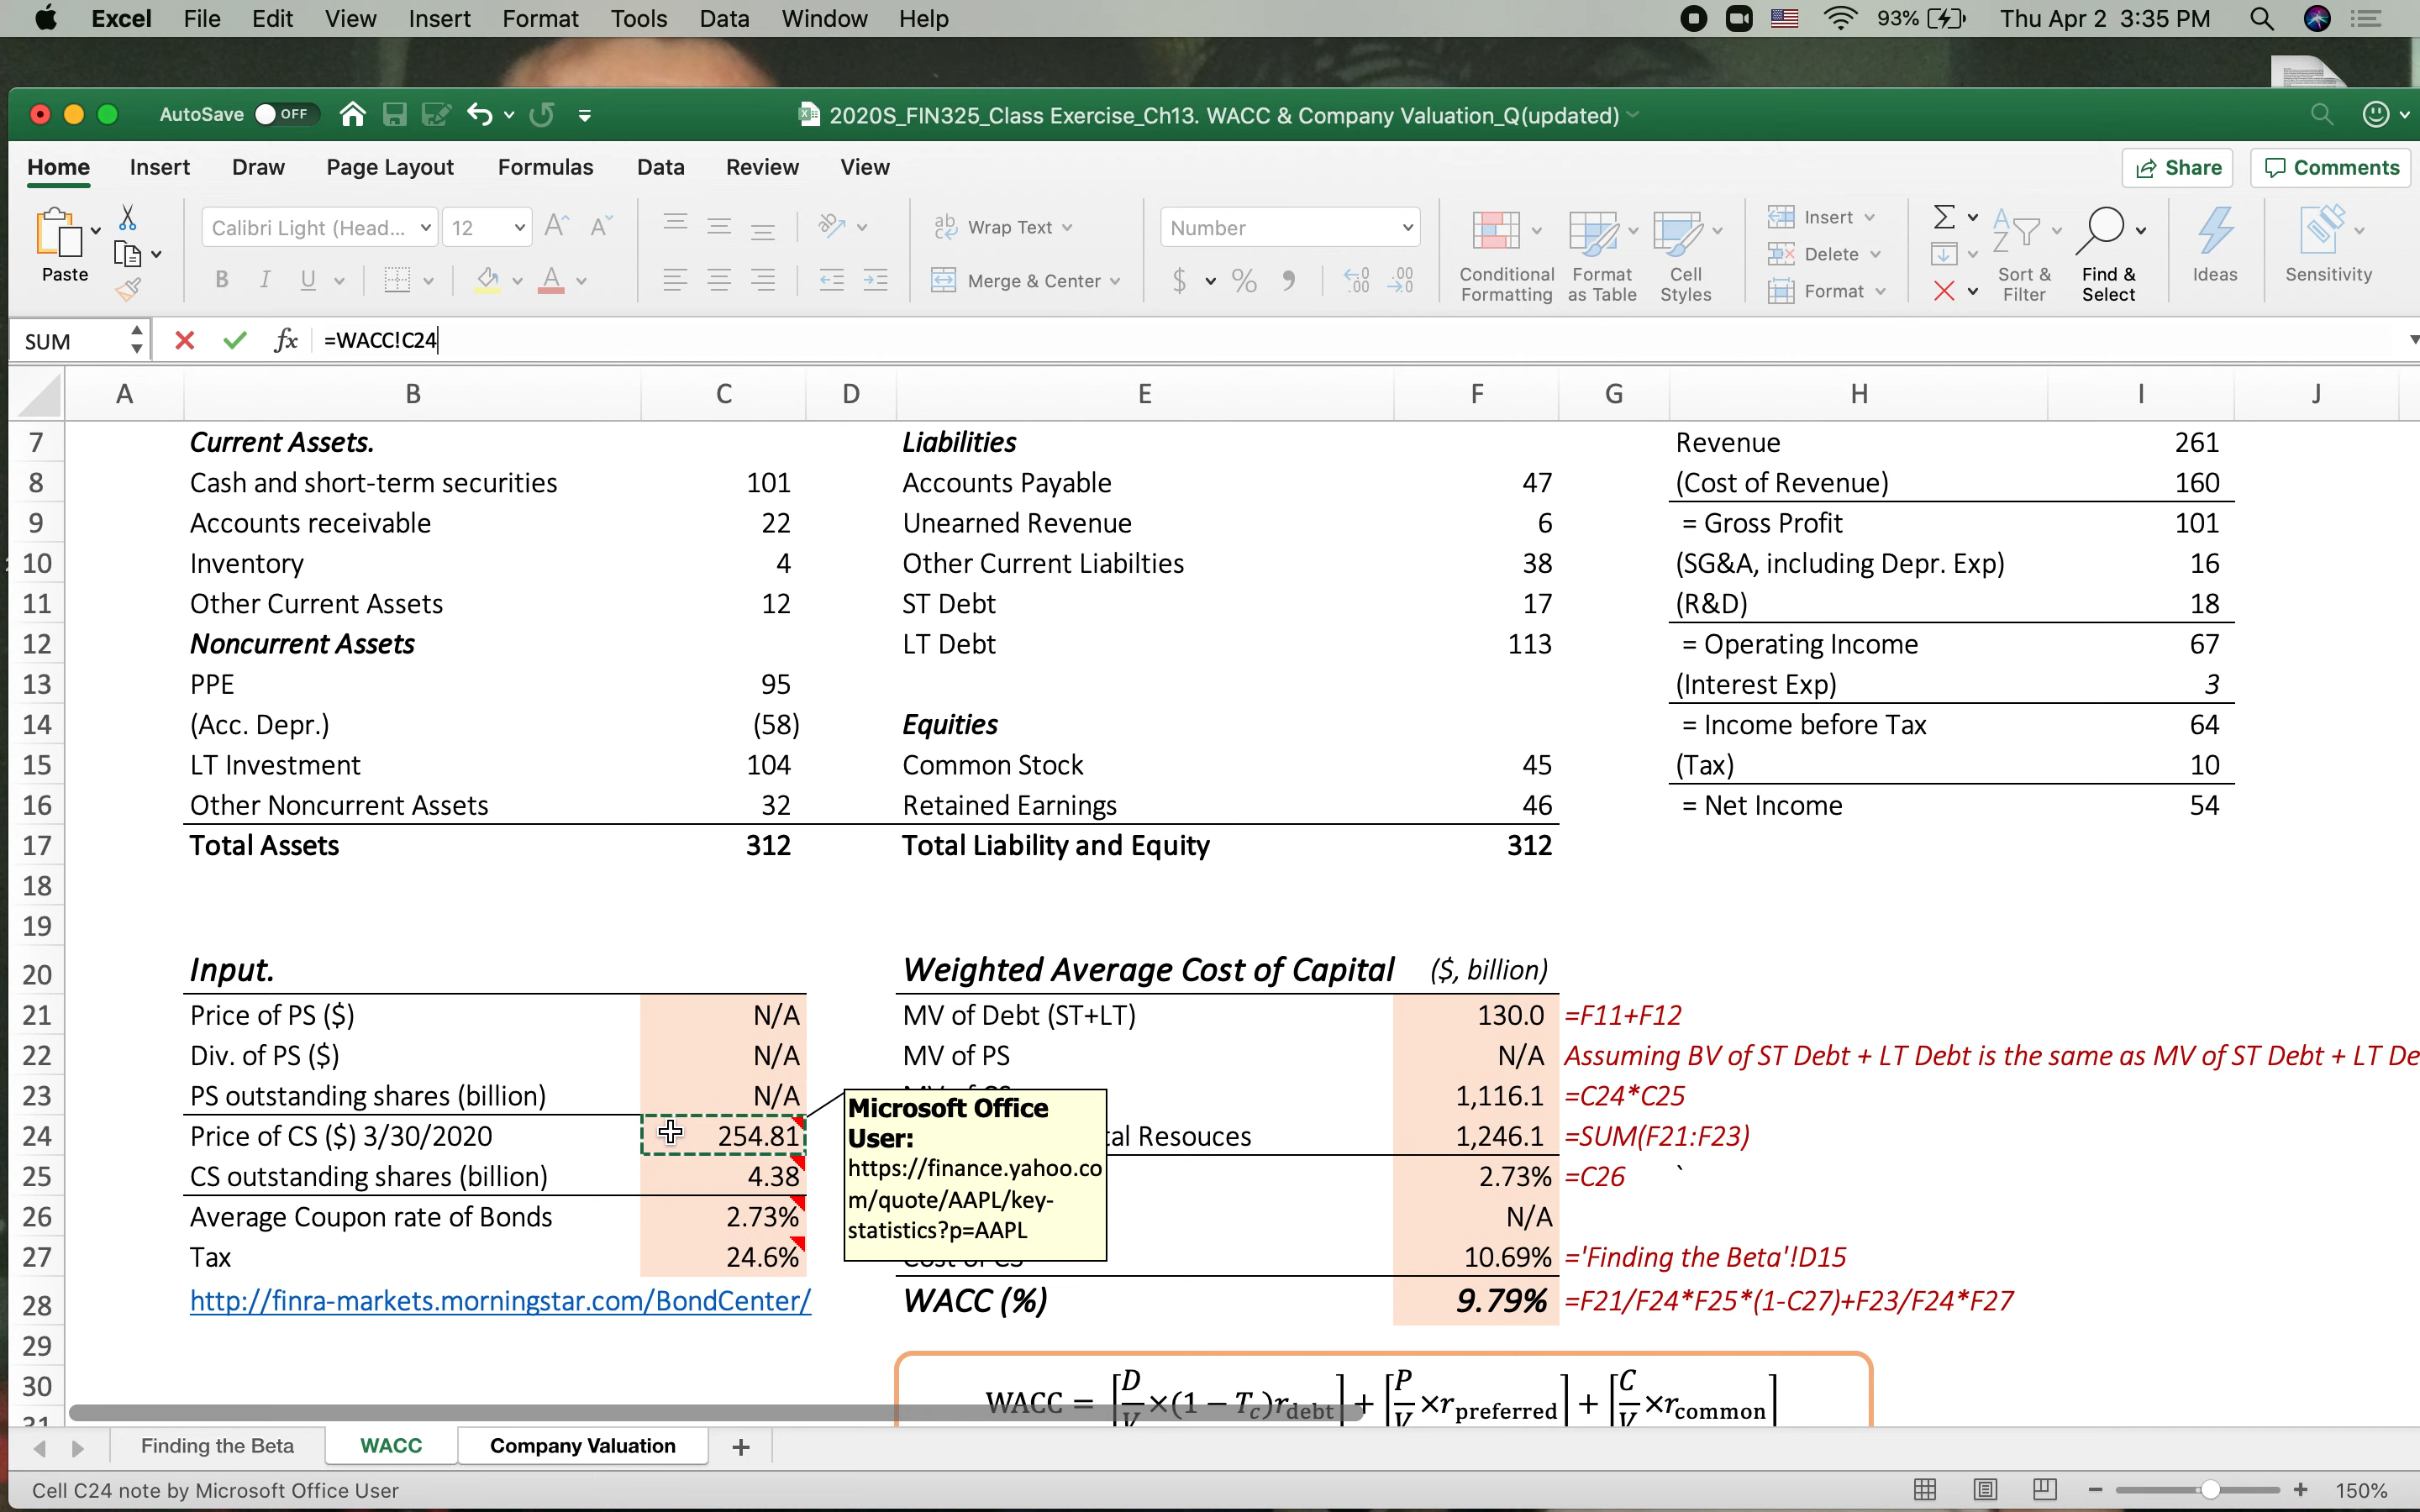 Excel File Edit View Insert Format Tools Data Window Help 93% Thu Apr 2 3:35 PM
AutoSave OFF 2020S_FIN325_Class Exercise_Ch13. WACC & Company Valuation_Q(updated)
Home Insert Draw Page Layout Formulas Data Review View Share Comments
Paste Calibri Light (Head... 12 Wrap Text Merge & Center Number Conditional Formatting Format as Table Cell Styles Insert Delete Format Sort & Filter Find & Select Ideas Sensitivity
SUM fx =WACC!C24
A B C D E F G H I J
7 Current Assets. Liabilities Revenue 261
8 Cash and short-term securities 101 Accounts Payable 47 (Cost of Revenue) 160
9 Accounts receivable 22 Unearned Revenue 6 = Gross Profit 101
10 Inventory 4 Other Current Liabilties 38 (SG&A, including Depr. Exp) 16
11 Other Current Assets 12 ST Debt 17 (R&D) 18
12 Noncurrent Assets LT Debt 113 = Operating Income 67
13 PPE 95 (Interest Exp) 3
14 (Acc. Depr.) (58) Equities = Income before Tax 64
15 LT Investment 104 Common Stock 45 (Tax) 10
16 Other Noncurrent Assets 32 Retained Earnings 46 = Net Income 54
17 Total Assets 312 Total Liability and Equity 312
18
19
20 Input. Weighted Average Cost of Capital ($, billion)
21 Price of PS ($) N/A MV of Debt (ST+LT) 130.0 =F11+F12
22 Div. of PS ($) N/A MV of PS N/A Assuming BV of ST Debt + LT Debt is the same as MV of ST Debt + LT De
23 PS outstanding shares (billion) N/A 1,116.1 =C24*C25
24 Price of CS ($) 3/30/2020 254.81 al Resouces 1,246.1 =SUM(F21:F23)
25 CS outstanding shares (billion) 4.38 2.73% =C26 `
26 Average Coupon rate of Bonds 2.73% N/A
27 Tax 24.6% 10.69% ='Finding the Beta'!D15
28 http://finra-markets.morningstar.com/BondCenter/ WACC (%) 9.79% =F21/F24*F25*(1-C27)+F23/F24*F27
Microsoft Office
User:
https://finance.yahoo.co
m/quote/AAPL/key-
statistics?p=AAPL
29
30 WACC = [D/V ×(1 − Tc)rdebt] + [P/V ×rpreferred] + [C/V ×rcommon]
31
Finding the Beta WACC Company Valuation +
Cell C24 note by Microsoft Office User 150%